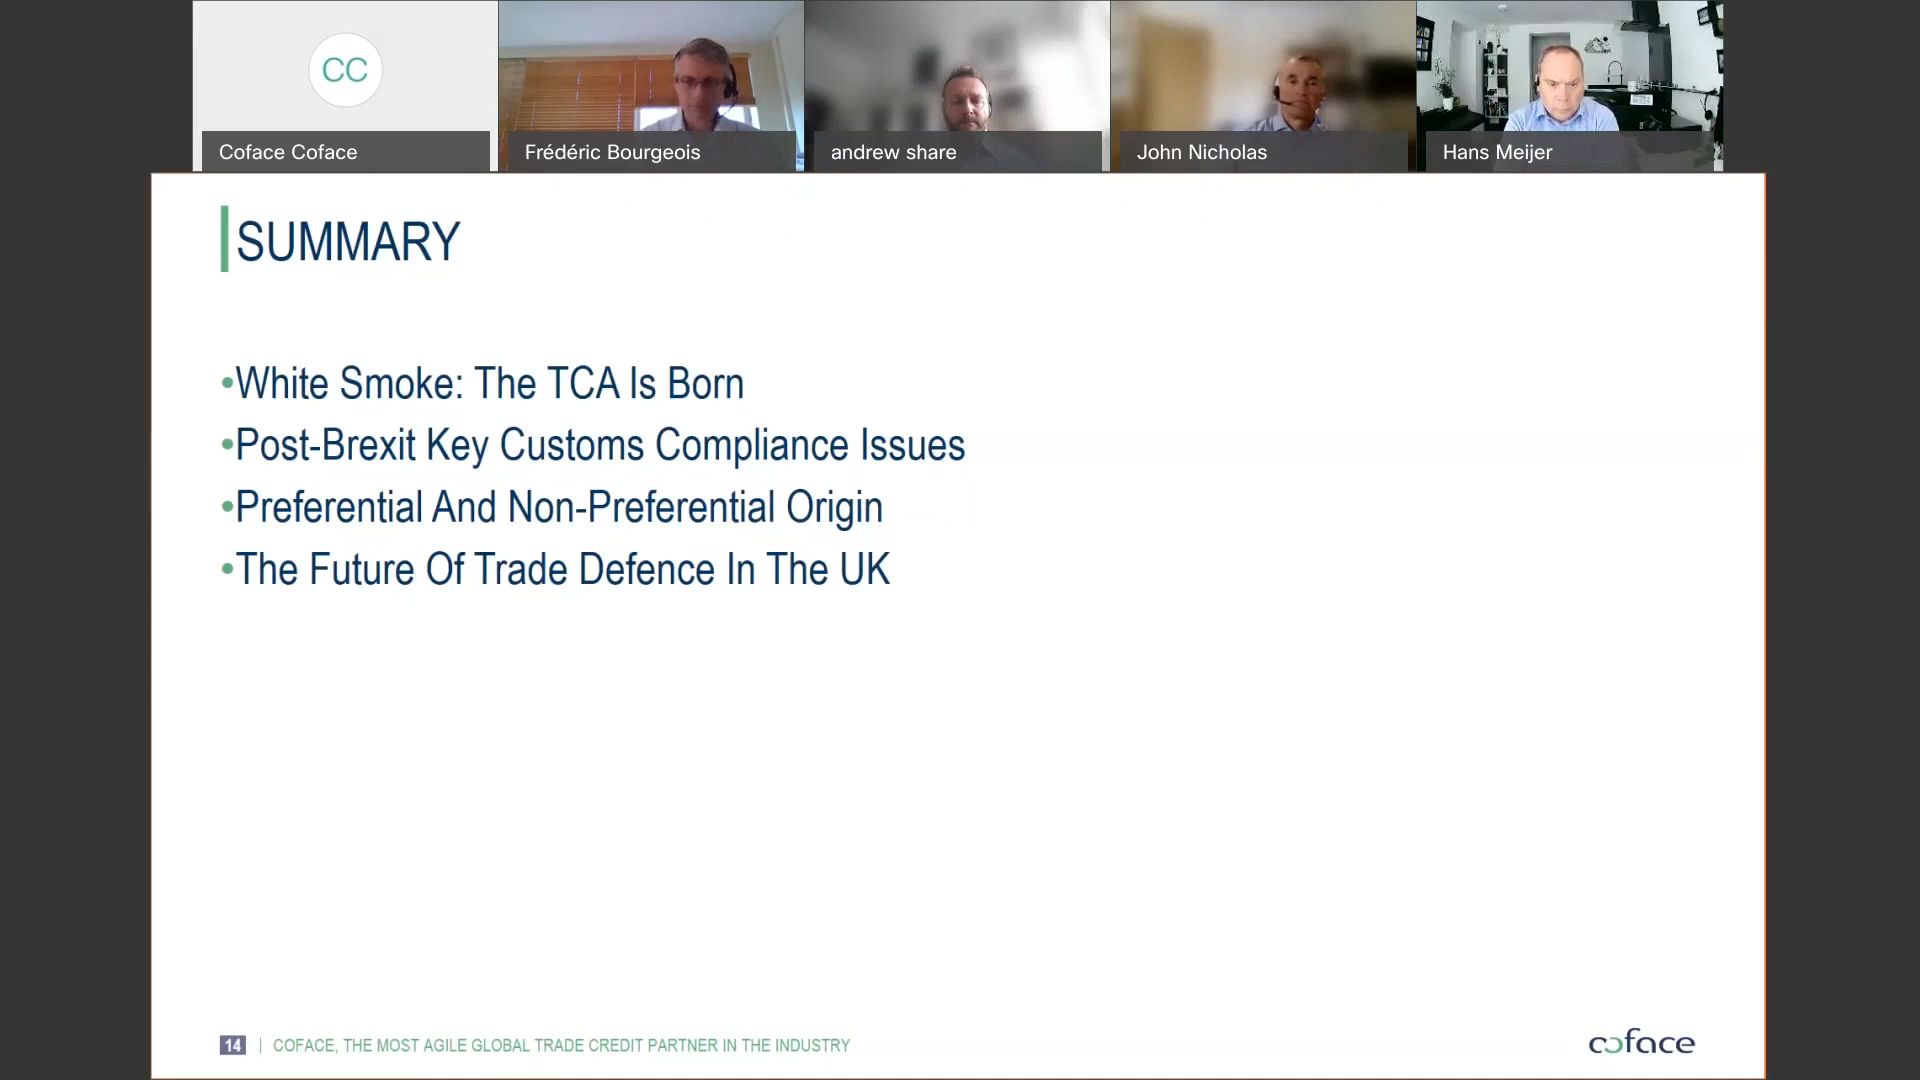 CC
Coface Coface
Frédéric Bourgeois
andrew share
John Nicholas
Hans Meijer
SUMMARY
•White Smoke: The TCA Is Born
•Post-Brexit Key Customs Compliance Issues
•Preferential And Non-Preferential Origin
•The Future Of Trade Defence In The UK
14 | COFACE, THE MOST AGILE GLOBAL TRADE CREDIT PARTNER IN THE INDUSTRY
coface